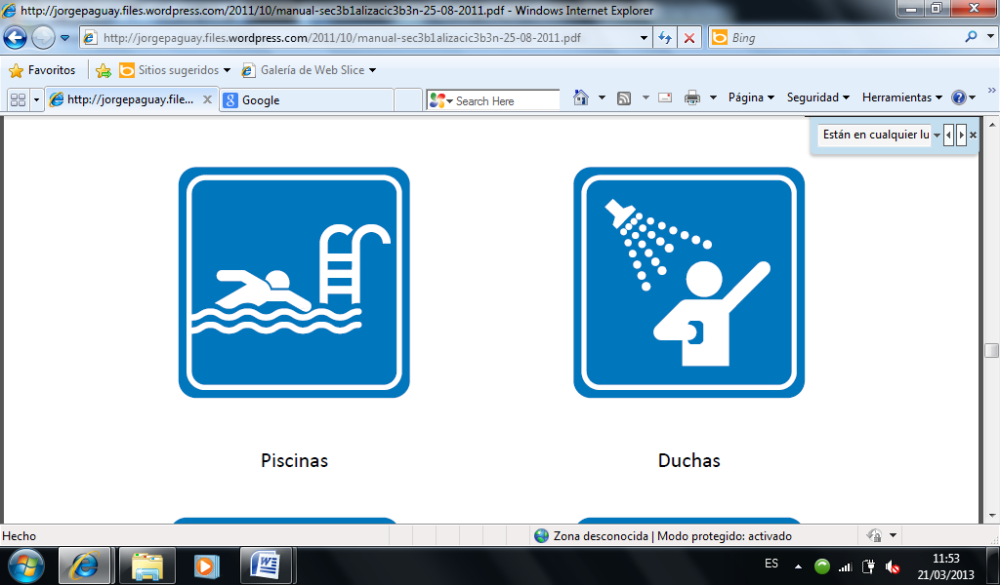 http://jorgepaguay.files.wordpress.com/2011/10/manual-sec3b1alizacic3b3n-25-08-2011.pdf - Windows Internet Explorer
http://jorgepaguay.files.wordpress.com/2011/10/manual-sec3b1alizacic3b3n-25-08-2011.pdf
Bing
Favoritos
Sitios sugeridos
Galería de Web Slice
http://jorgepaguay.file...
Google
Search Here
Página
Seguridad
Herramientas
Están en cualquier lu
Piscinas
Duchas
Hecho
Zona desconocida | Modo protegido: activado
ES
11:53
21/03/2013